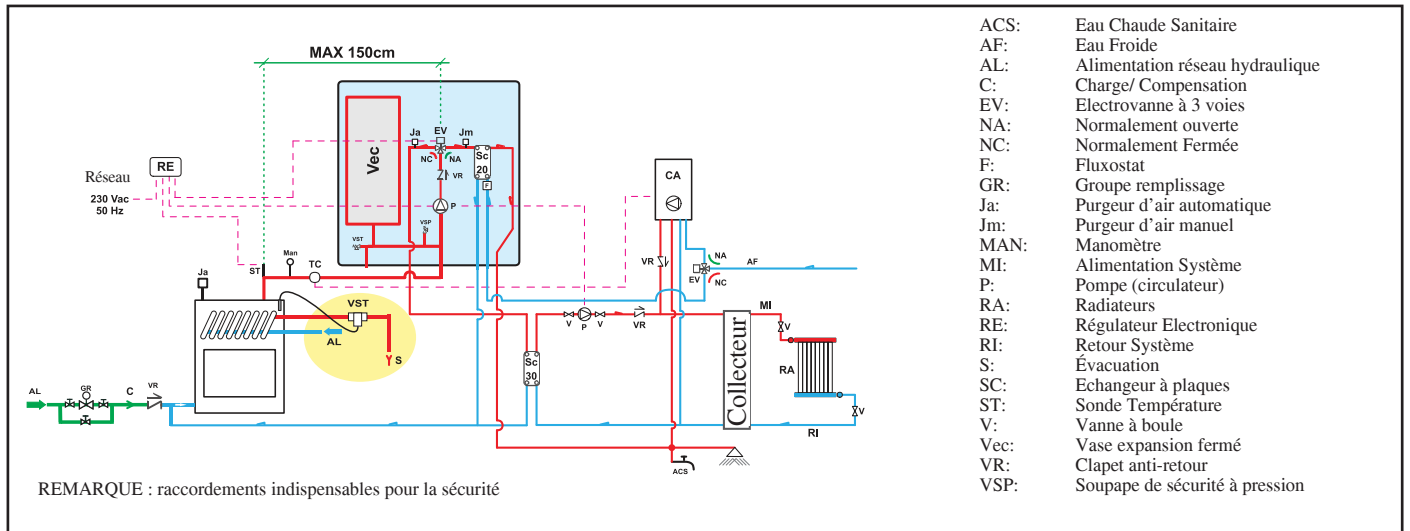 MAX 150cm
Ja
EV
Jm
NC
NA
Vec
Sc
20
F
VR
RE
Réseau
230 Vac
50 Hz
P
VSP
VST
CA
Man
ST
TC
Ja
VST
AL
S
VR
NA
EV
NC
AF
MI
V
P
V
VR
V
Sc
30
Collecteur
RA
V
RI
AL
GR
C
VR
ACS
REMARQUE : raccordements indispensables pour la sécurité
ACS: Eau Chaude Sanitaire
AF: Eau Froide
AL: Alimentation réseau hydraulique
C: Charge/ Compensation
EV: Electrovanne à 3 voies
NA: Normalement ouverte
NC: Normalement Fermée
F: Fluxostat
GR: Groupe remplissage
Ja: Purgeur d’air automatique
Jm: Purgeur d’air manuel
MAN: Manomètre
MI: Alimentation Système
P: Pompe (circulateur)
RA: Radiateurs
RE: Régulateur Electronique
RI: Retour Système
S: Évacuation
SC: Echangeur à plaques
ST: Sonde Température
V: Vanne à boule
Vec: Vase expansion fermé
VR: Clapet anti-retour
VSP: Soupape de sécurité à pression